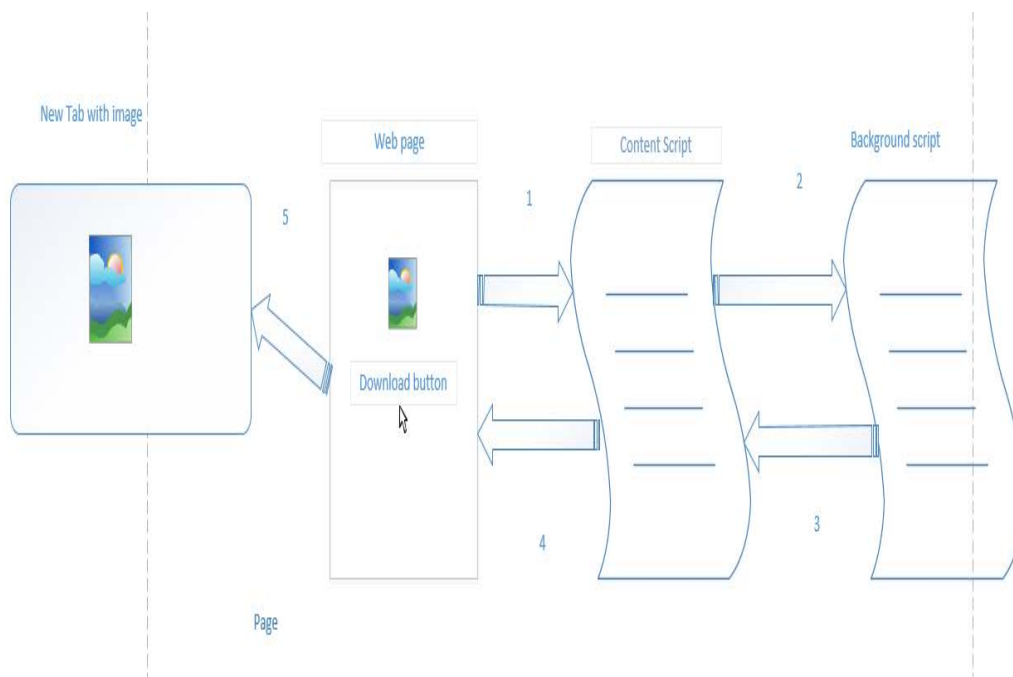 New Tab with image
Web page
Content Script
Background script
5
1
2
Download button
4
3
Page